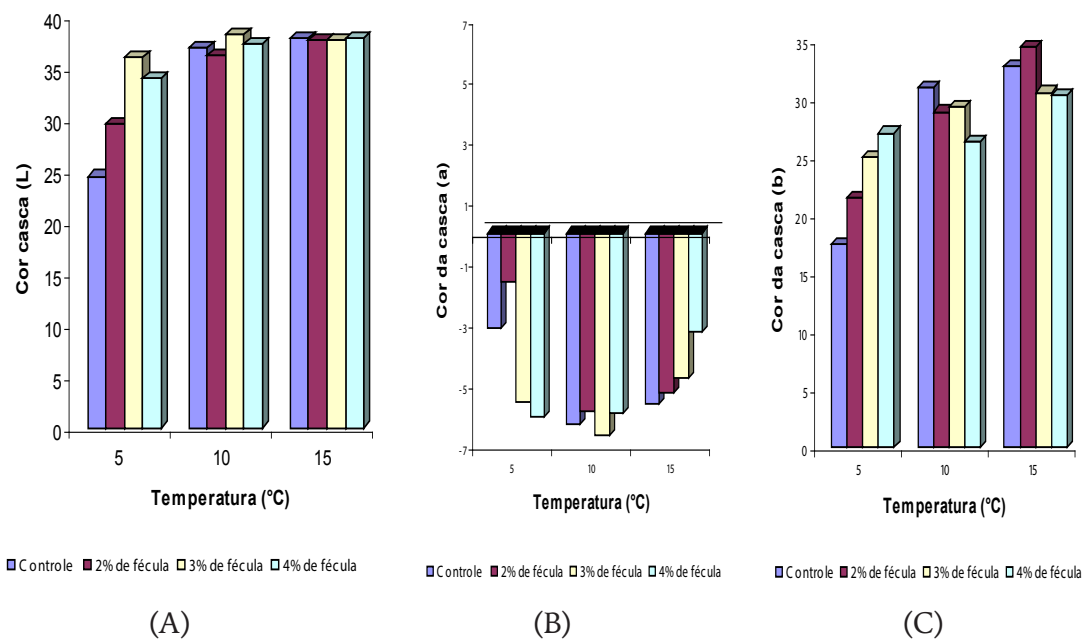 Cor casca (L)
40
35
30
25
20
15
10
5
0
5 10 15
Temperatura (°C)
Controle 2% de fécula 3% de fécula 4% de fécula
(A)
Cor da casca (a)
7
5
3
1
-1
-3
-5
-7
5 10 15
Temperatura (°C)
Controle 2% de fécula 3% de fécula 4% de fécula
(B)
Cor da casca (b)
35
30
25
20
15
10
5
0
5 10 15
Temperatura (°C)
Controle 2% de fécula 3% de fécula 4% de fécula
(C)